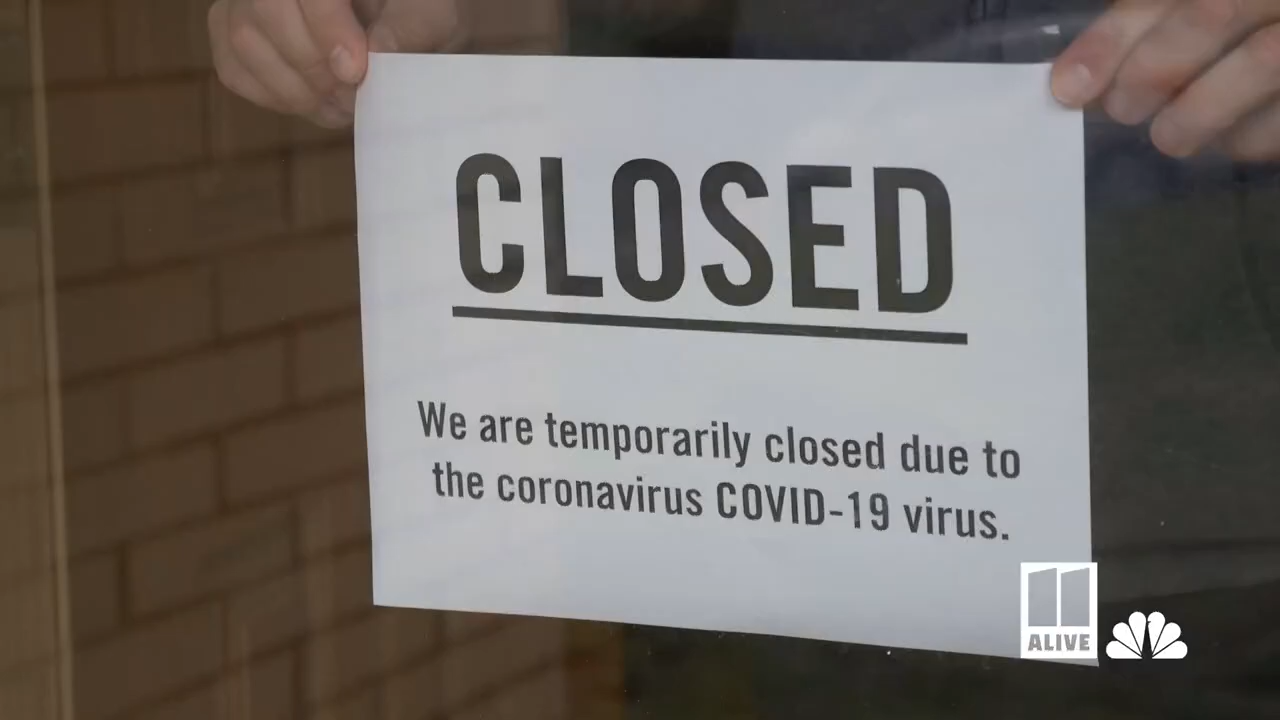 CLOSED
We are temporarily closed due to
the coronavirus COVID-19 virus.
11
ALIVE